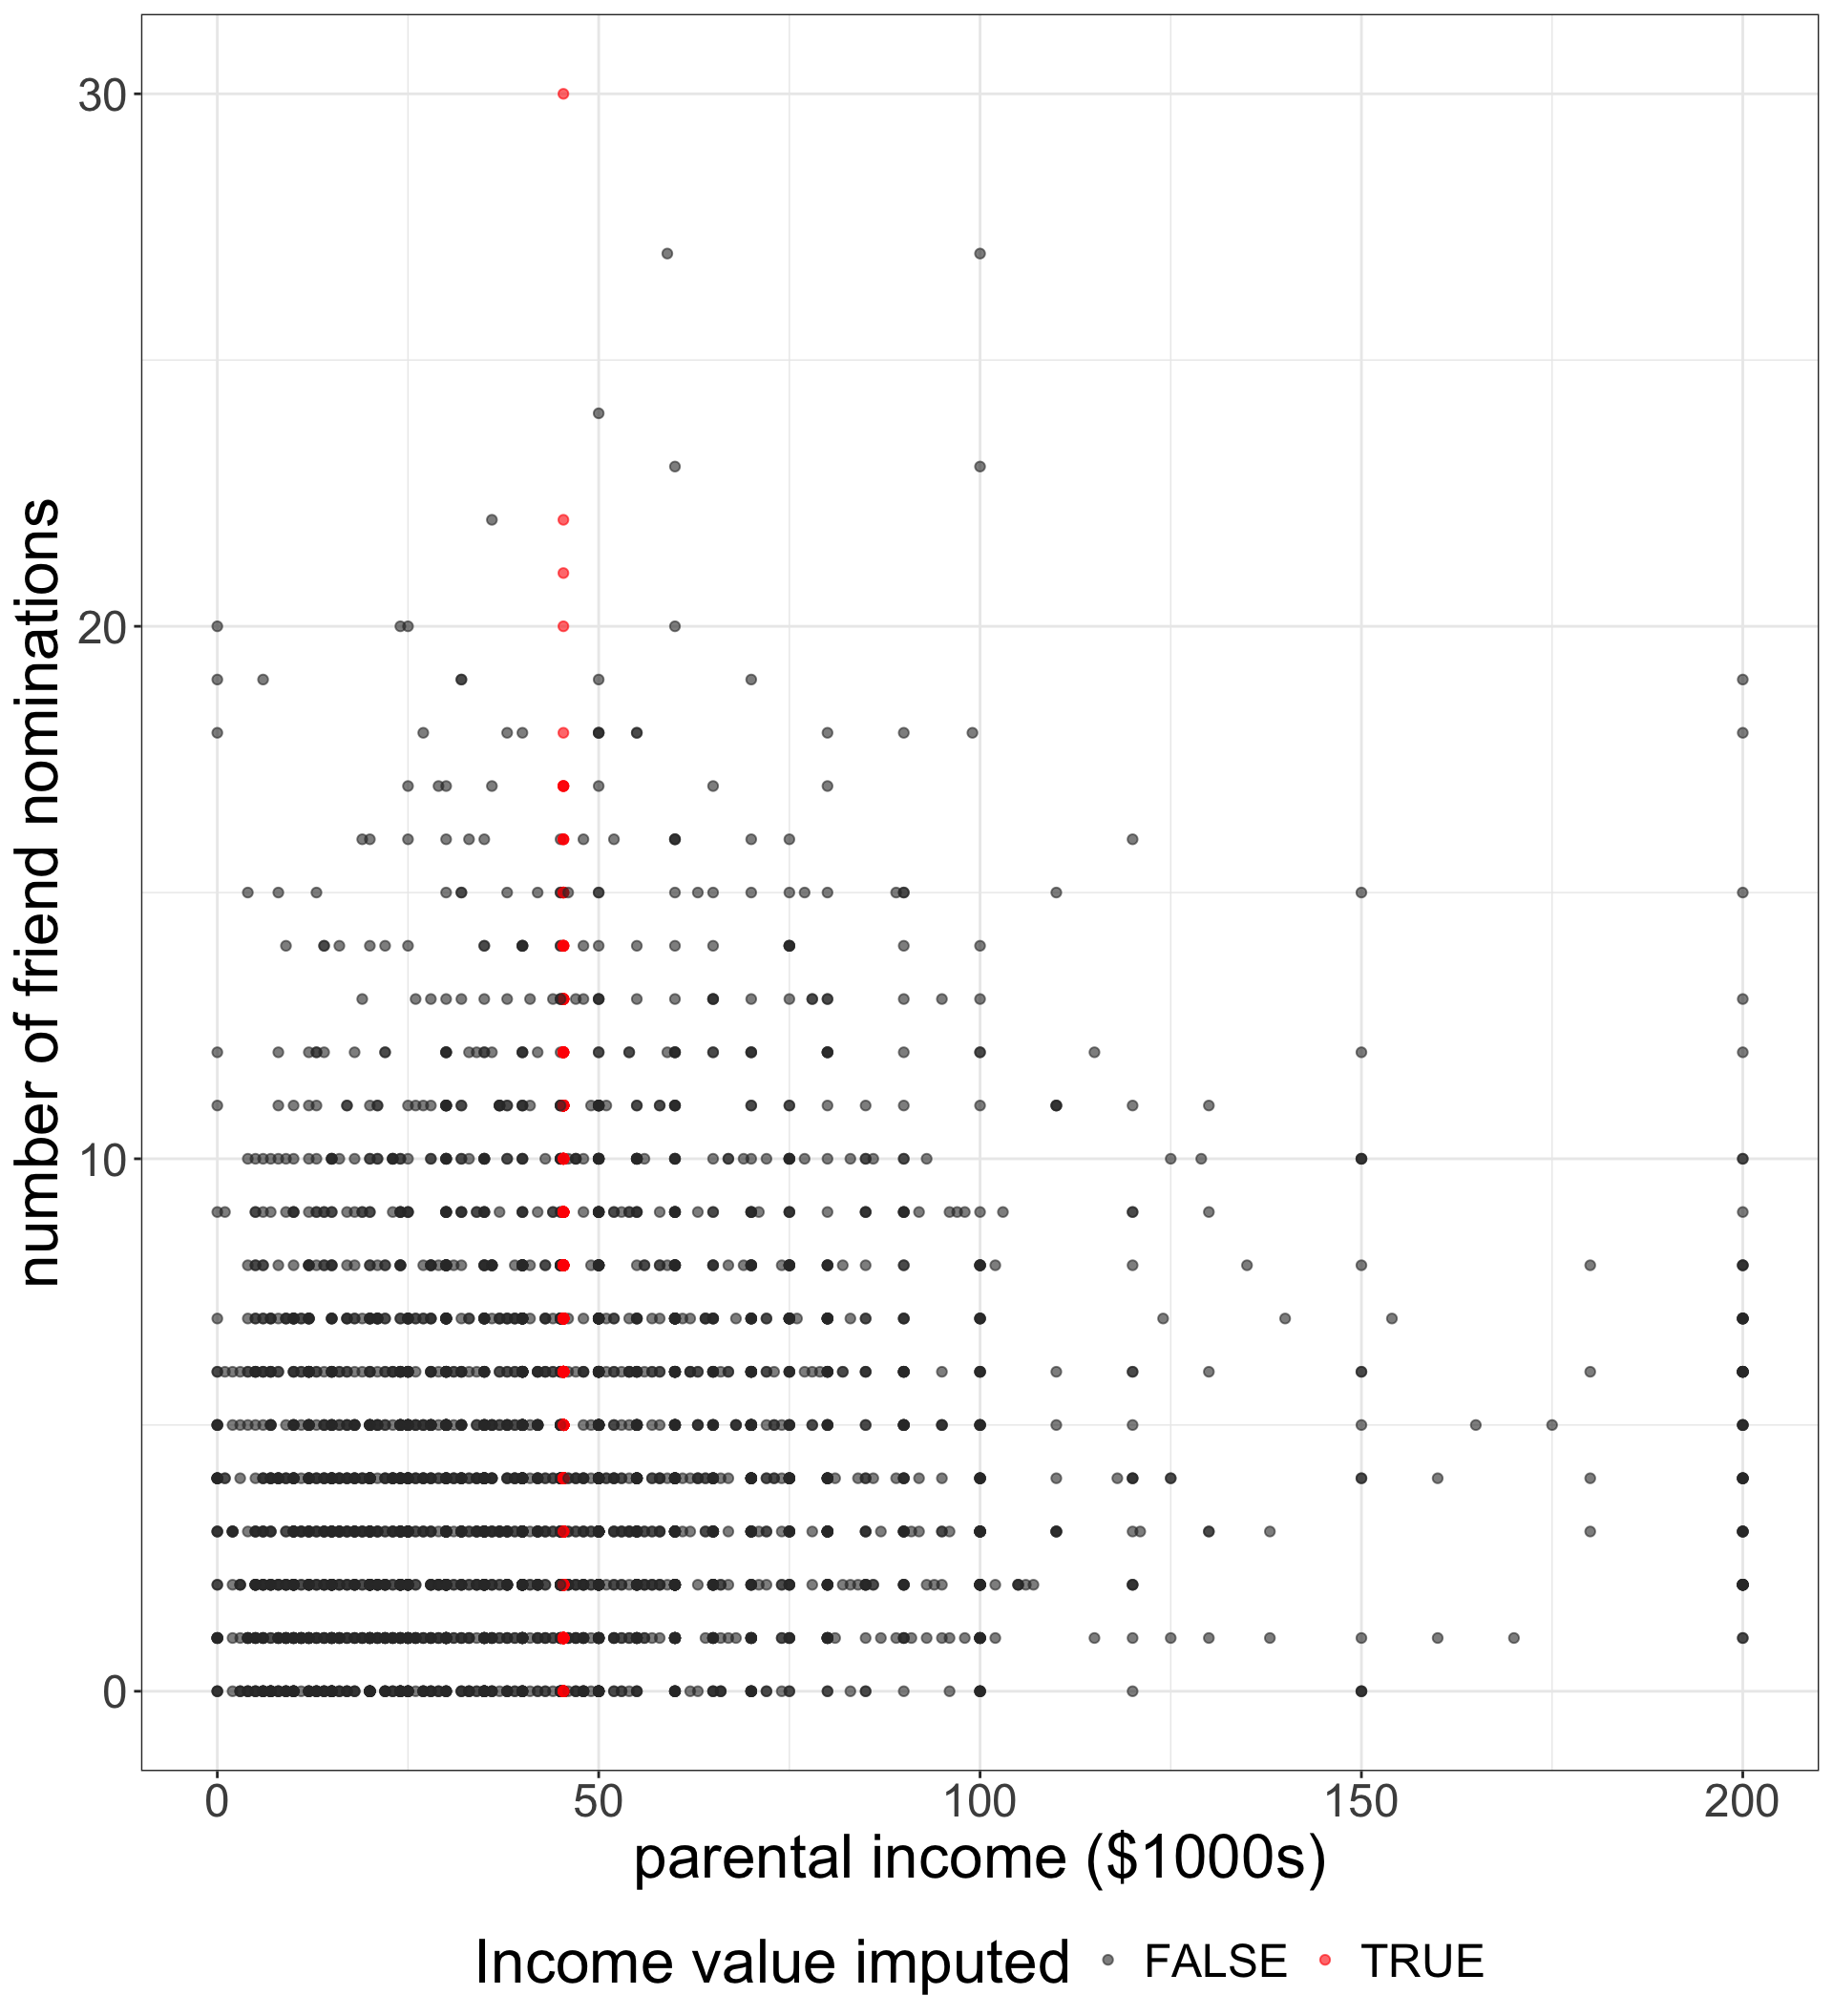 30
20
10
0
number of friend nominations
0 50 100 150 200
parental income ($1000s)
Income value imputed FALSE TRUE